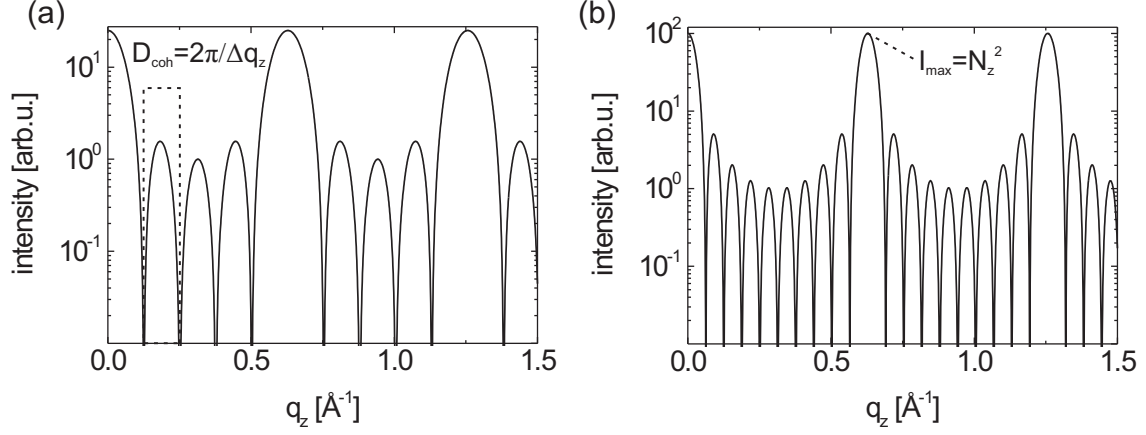 (a)
D_coh=2π/Δq_z
intensity [arb.u.]
10^1
10^0
10^-1
0.0 0.5 1.0 1.5
q_z [Å^-1]
(b)
I_max=N_z^2
intensity [arb.u.]
10^2
10^1
10^0
10^-1
0.0 0.5 1.0 1.5
q_z [Å^-1]